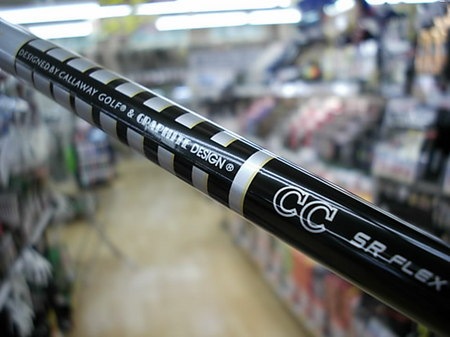 DESIGNED BY CALLAWAY GOLF® & GRAPHITE DESIGN®
CC SR FLEX